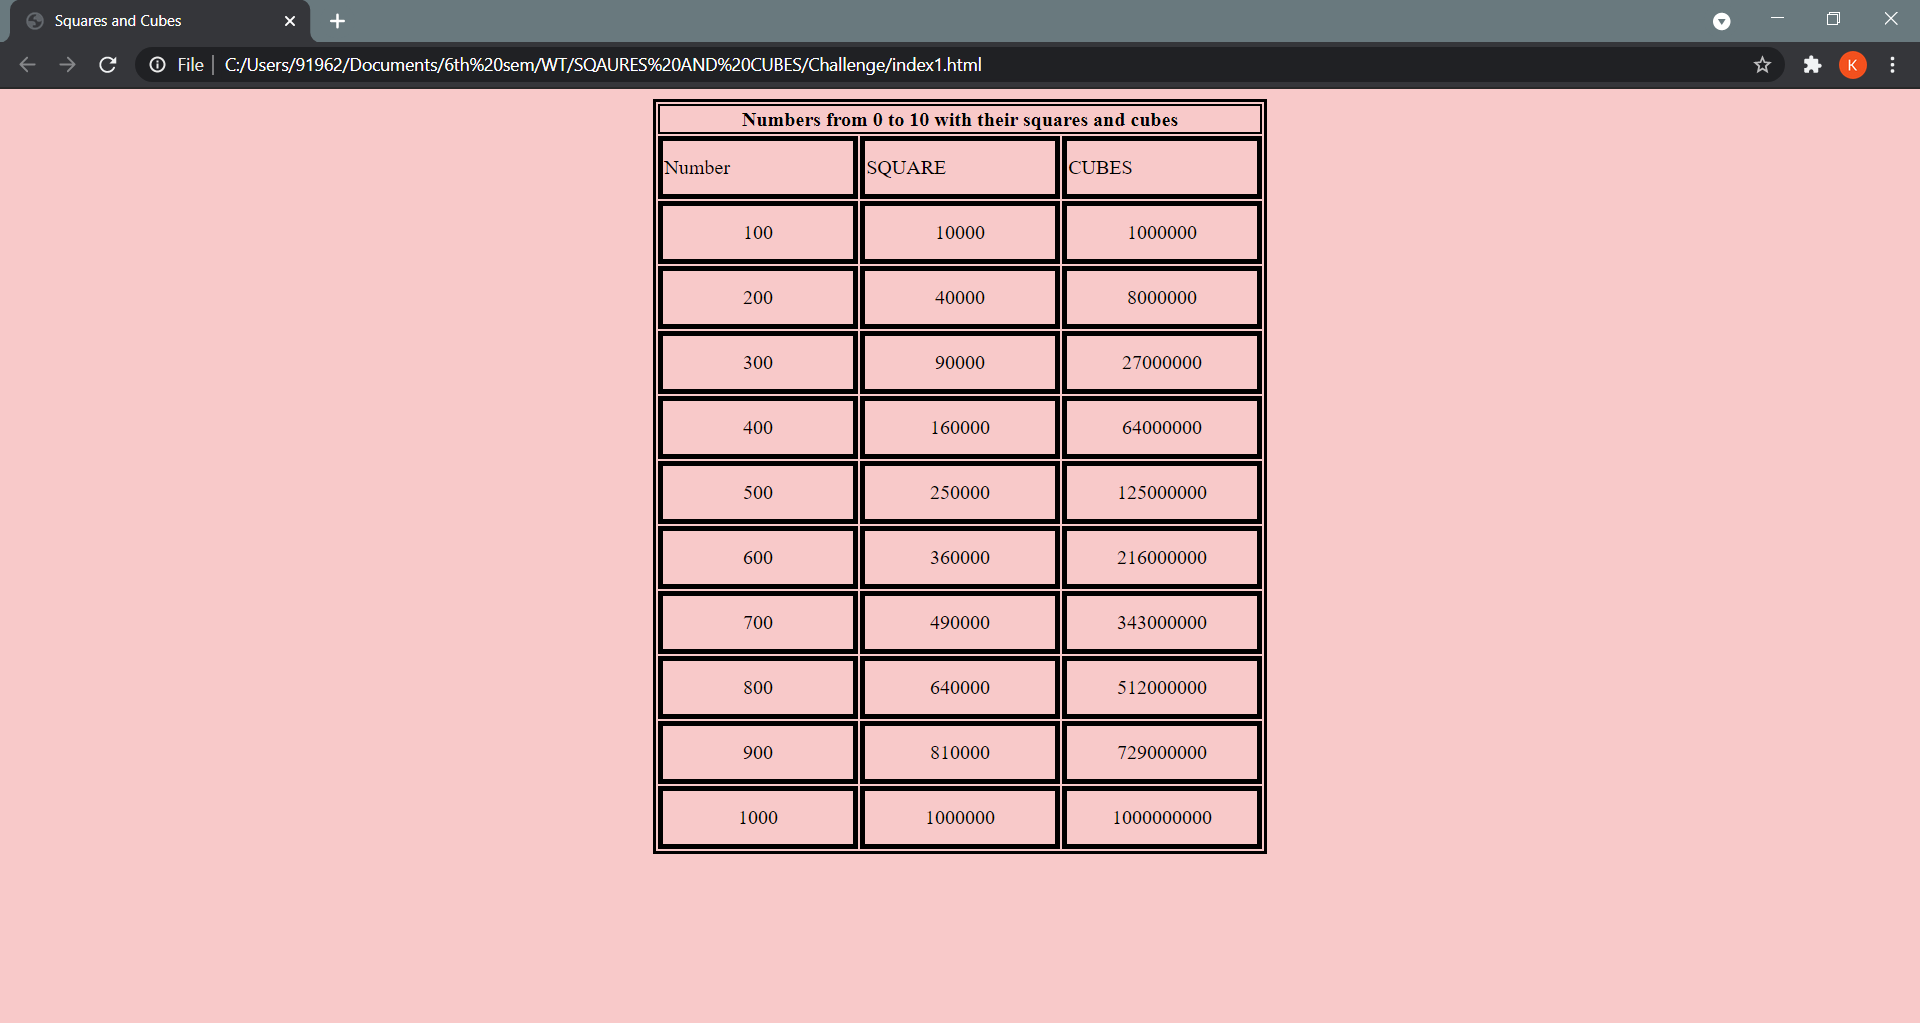 Squares and Cubes
File | C:/Users/91962/Documents/6th%20sem/WT/SQAURES%20AND%20CUBES/Challenge/index1.html
K
Numbers from 0 to 10 with their squares and cubes
Number SQUARE CUBES
100 10000 1000000
200 40000 8000000
300 90000 27000000
400 160000 64000000
500 250000 125000000
600 360000 216000000
700 490000 343000000
800 640000 512000000
900 810000 729000000
1000 1000000 1000000000